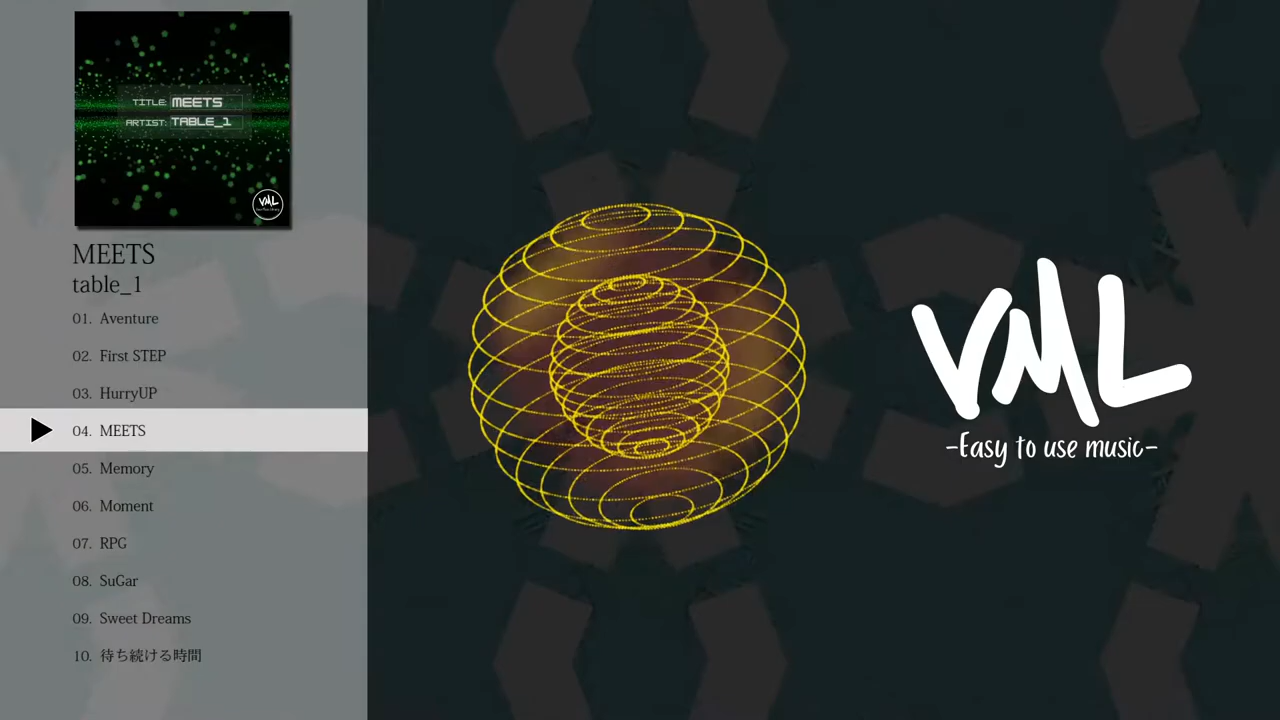 TITLE: MEETS
ARTIST: TABLE_1
VML
MEETS
table_1
01. Aventure
02. First STEP
03. HurryUP
04. MEETS
05. Memory
06. Moment
07. RPG
08. SuGar
09. Sweet Dreams
10. 待ち続ける時間
VML
-Easy to use music-